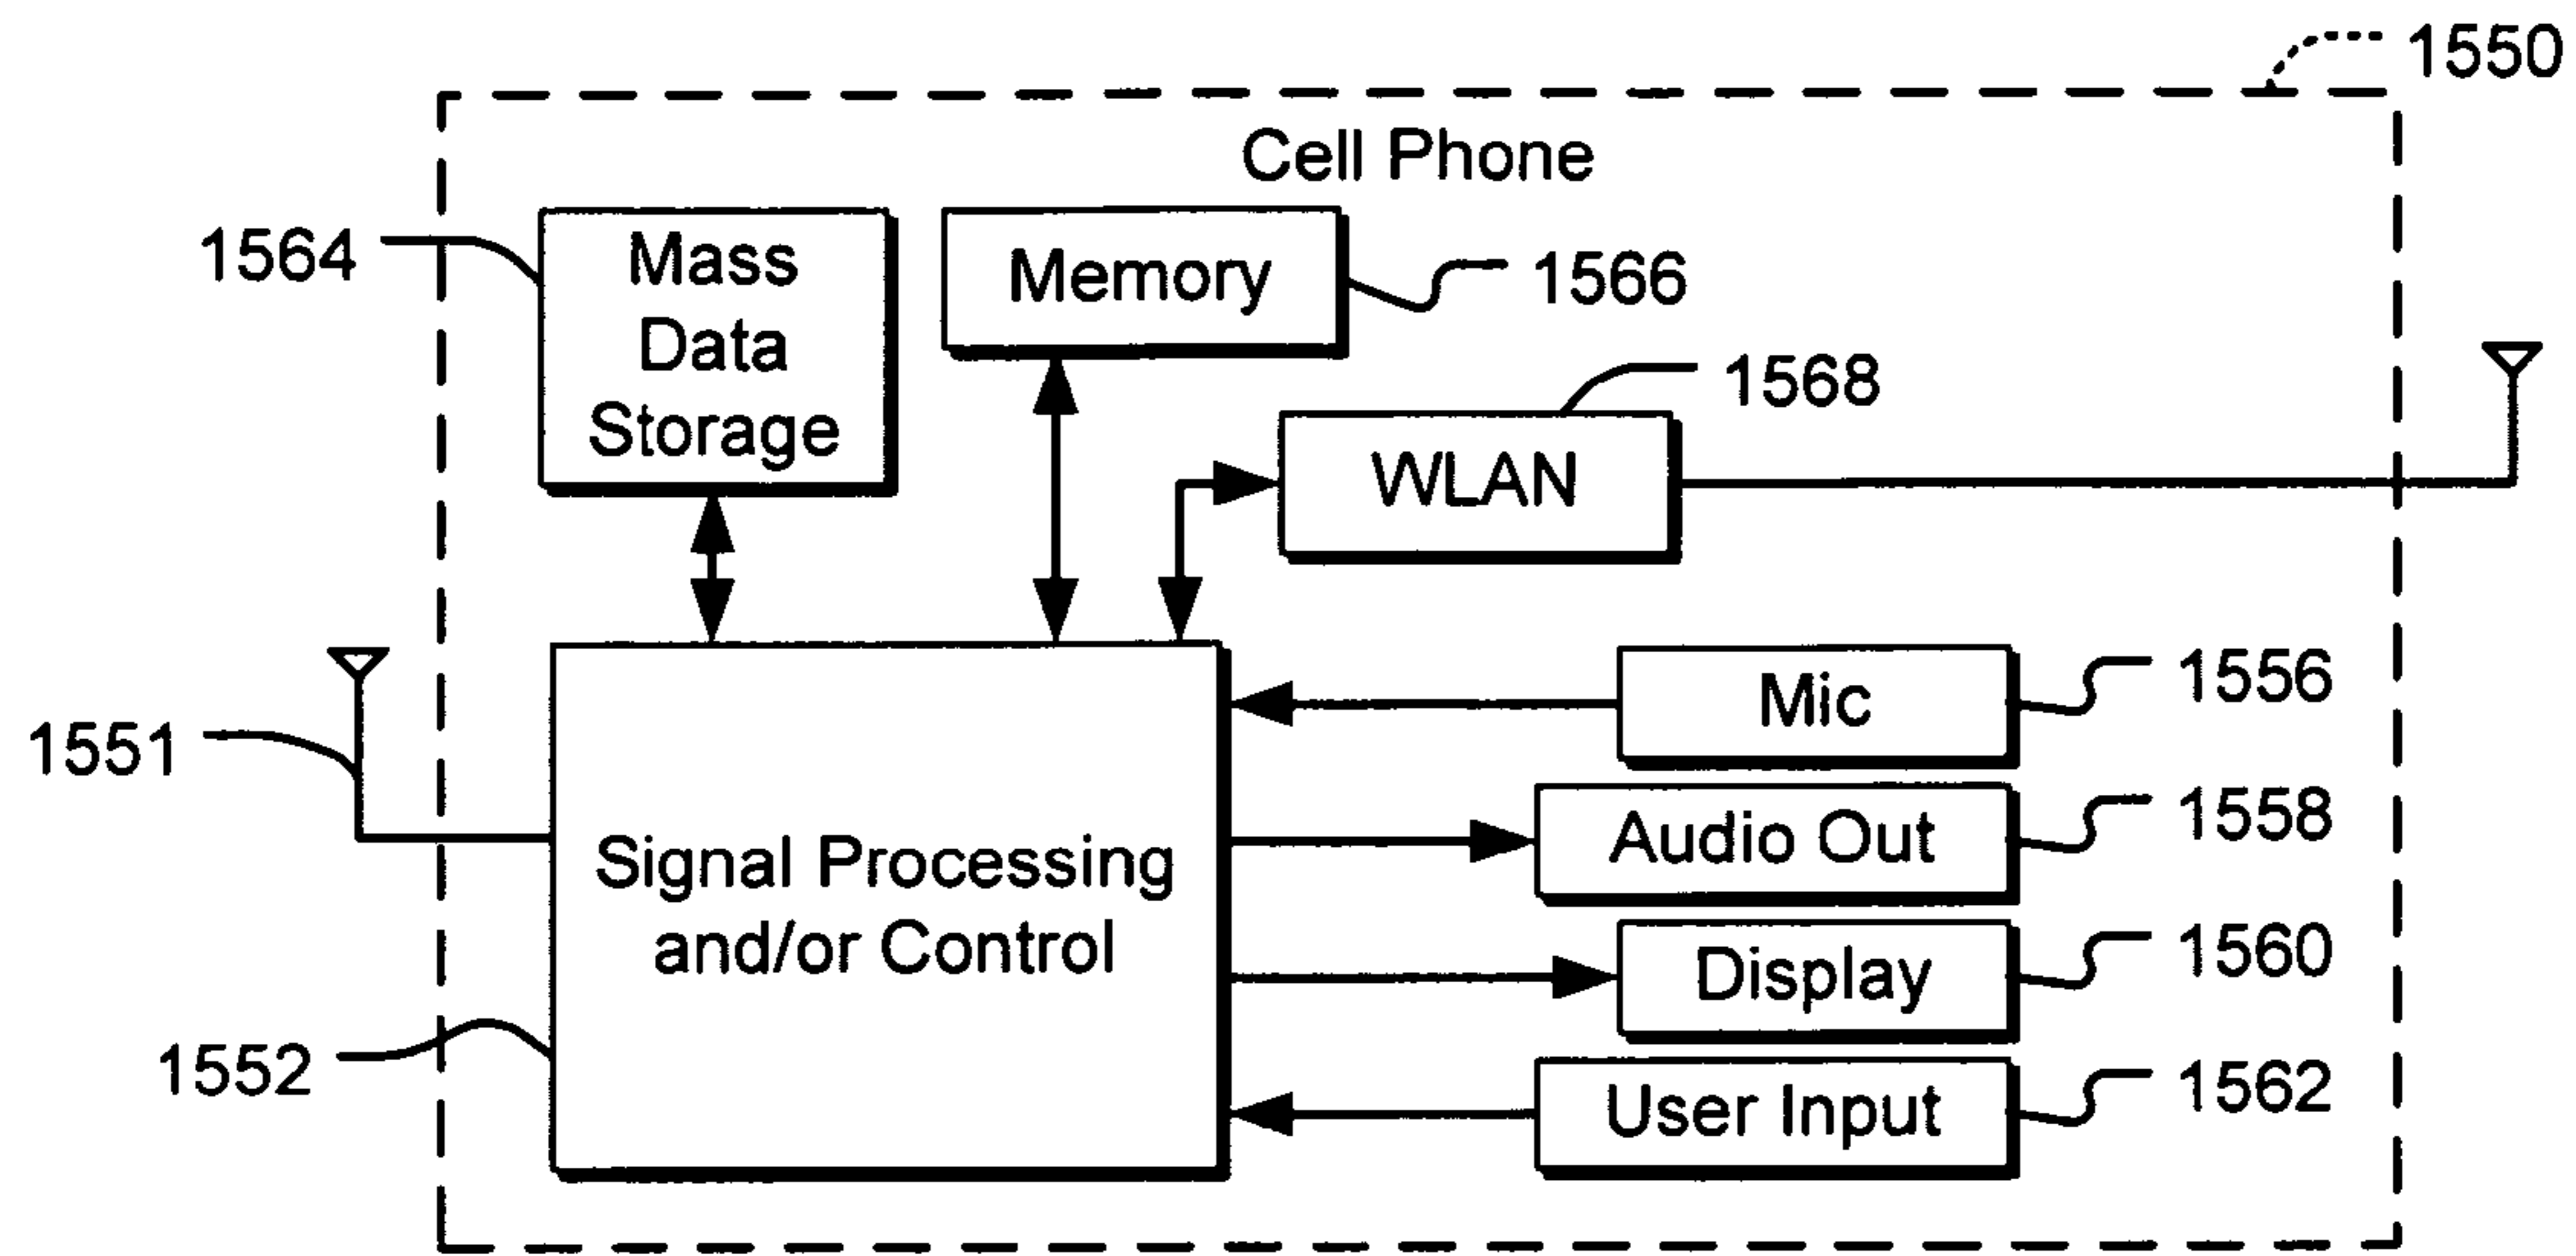 1550
Cell Phone
1564
Mass
Data
Storage
Memory
1566
1568
WLAN
1551
Signal Processing
and/or Control
1552
Mic
1556
Audio Out
1558
Display
1560
User Input
1562